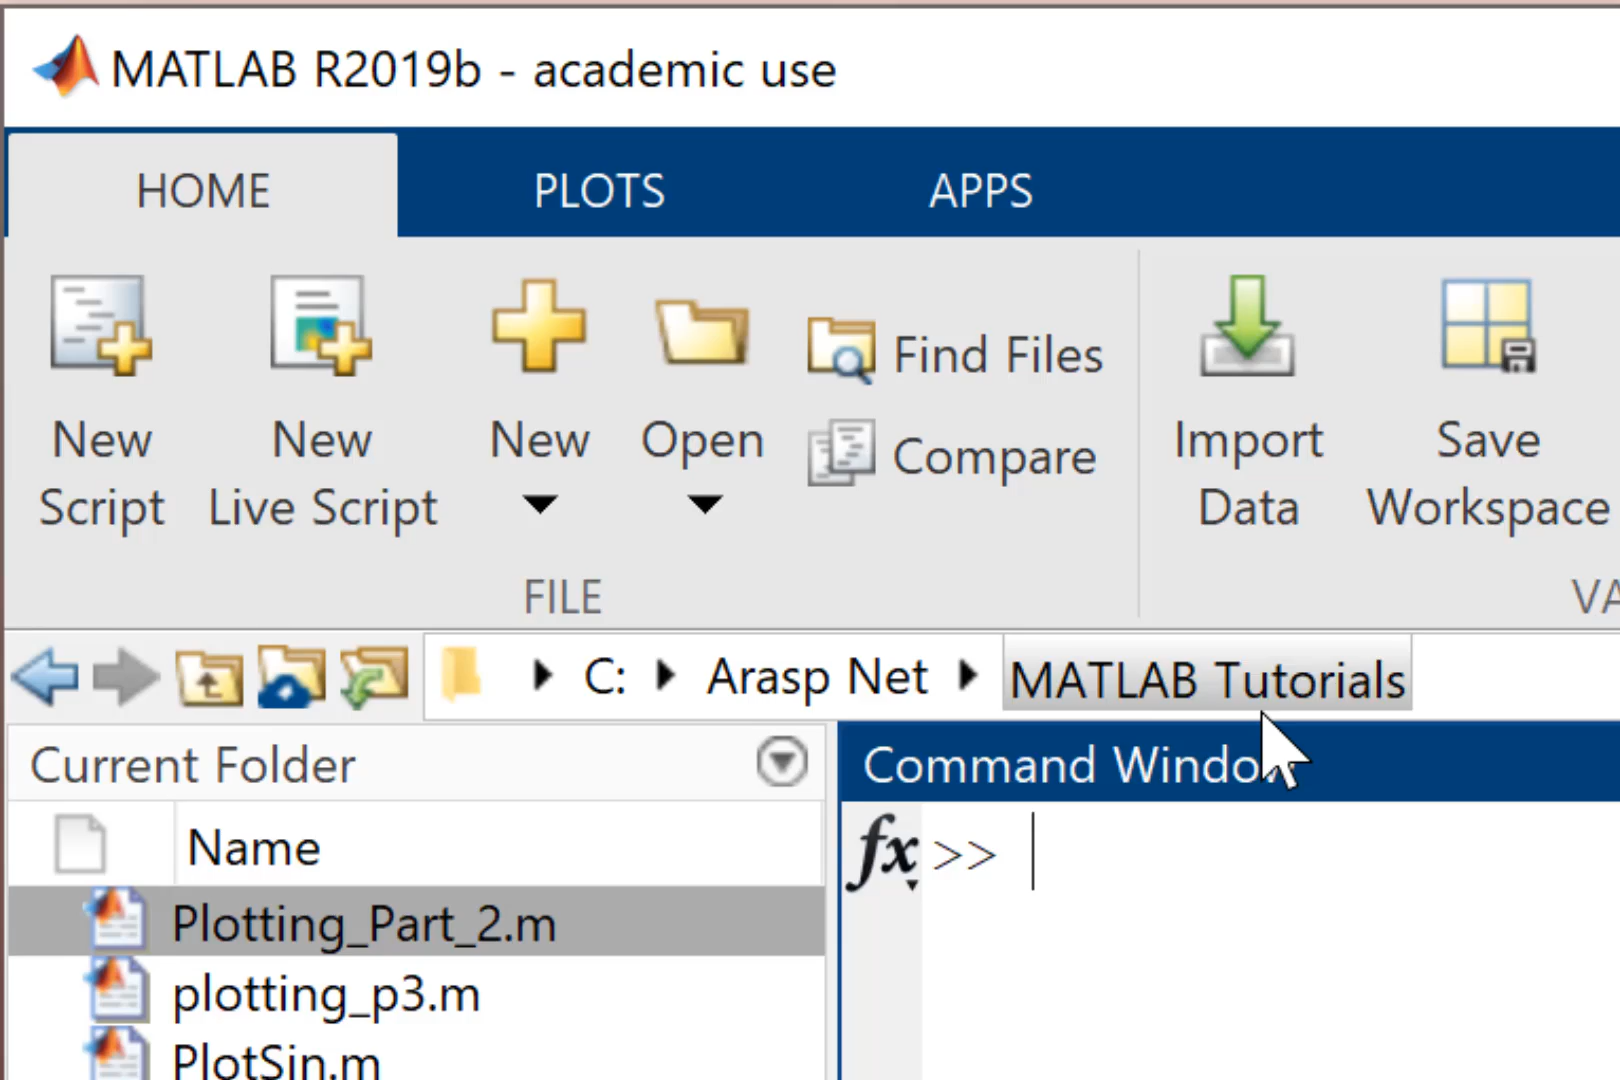 MATLAB R2019b - academic use
HOME PLOTS APPS
New Script
New Live Script
New
Open
Find Files
Compare
Import Data
Save Workspace
FILE
C: Arasp Net MATLAB Tutorials
Current Folder
Name
Plotting_Part_2.m
plotting_p3.m
PlotSin.m
Command Window
fx >>